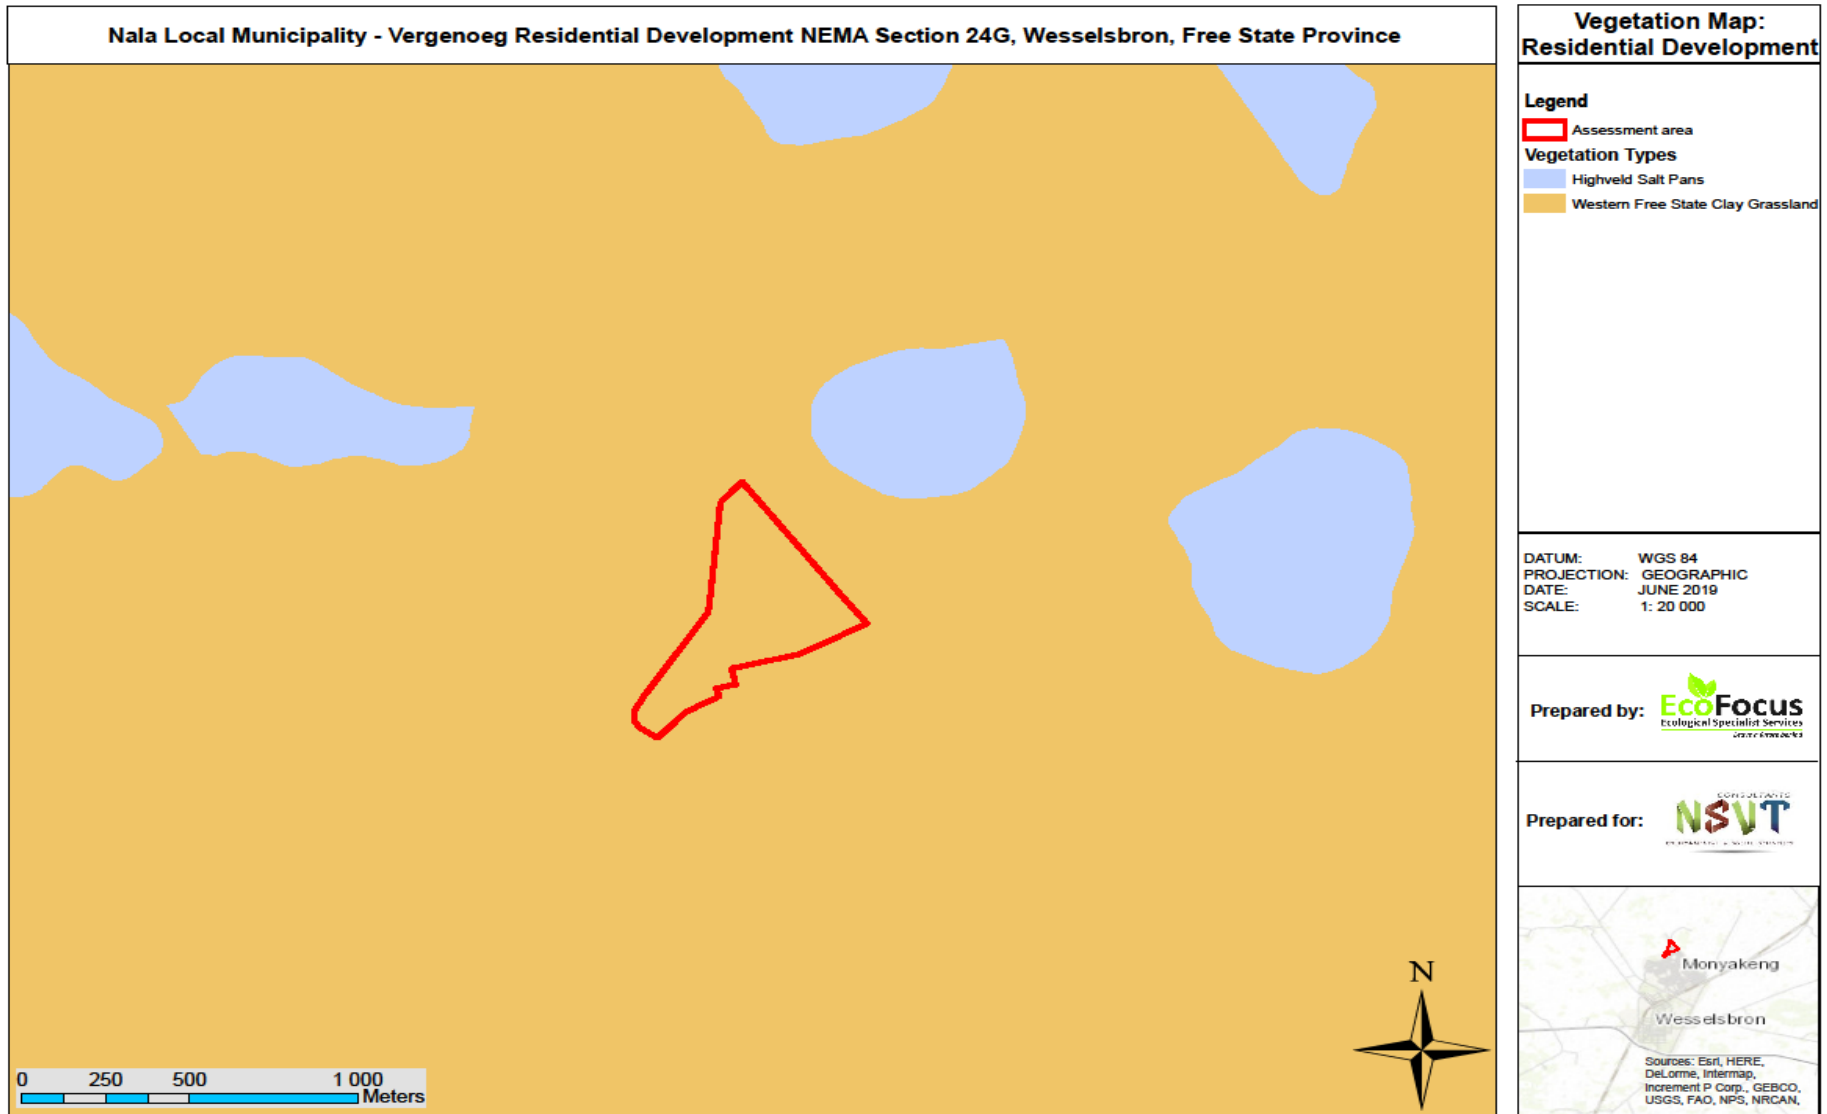 Nala Local Municipality - Vergenoeg Residential Development NEMA Section 24G, Wesselsbron, Free State Province
Vegetation Map:
Residential Development
Legend
Assessment area
Vegetation Types
Highveld Salt Pans
Western Free State Clay Grassland
DATUM: WGS 84
PROJECTION: GEOGRAPHIC
DATE: JUNE 2019
SCALE: 1: 20 000
Prepared by:
EcoFocus
Ecological Specialist Services
Prepared for:
CONSULTANTS
NSVT
Monyakeng
Wesselsbron
Sources: Esri, HERE,
DeLorme, Intermap,
Increment P Corp., GEBCO,
USGS, FAO, NPS, NRCAN,
N
0 250 500 1 000
Meters